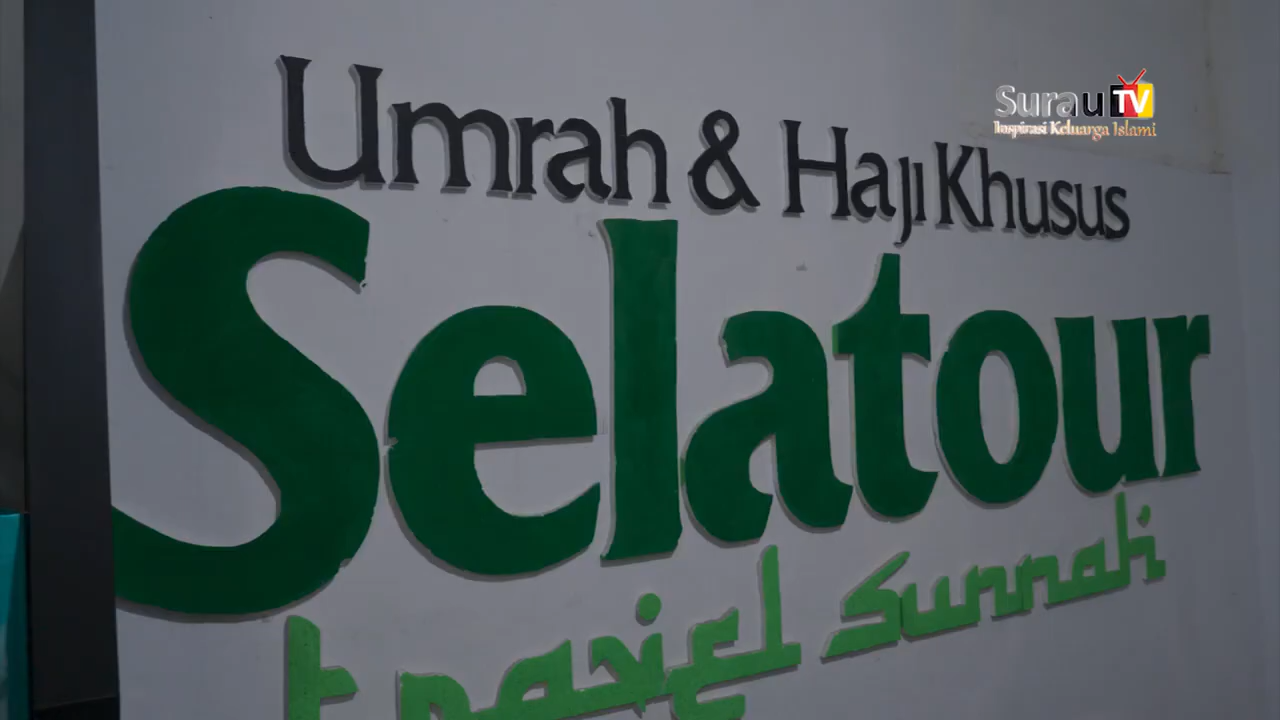 Umrah & Haji Khusus
Selatour
travel Sunnah
Surau TV
Inspirasi Keluarga Islami